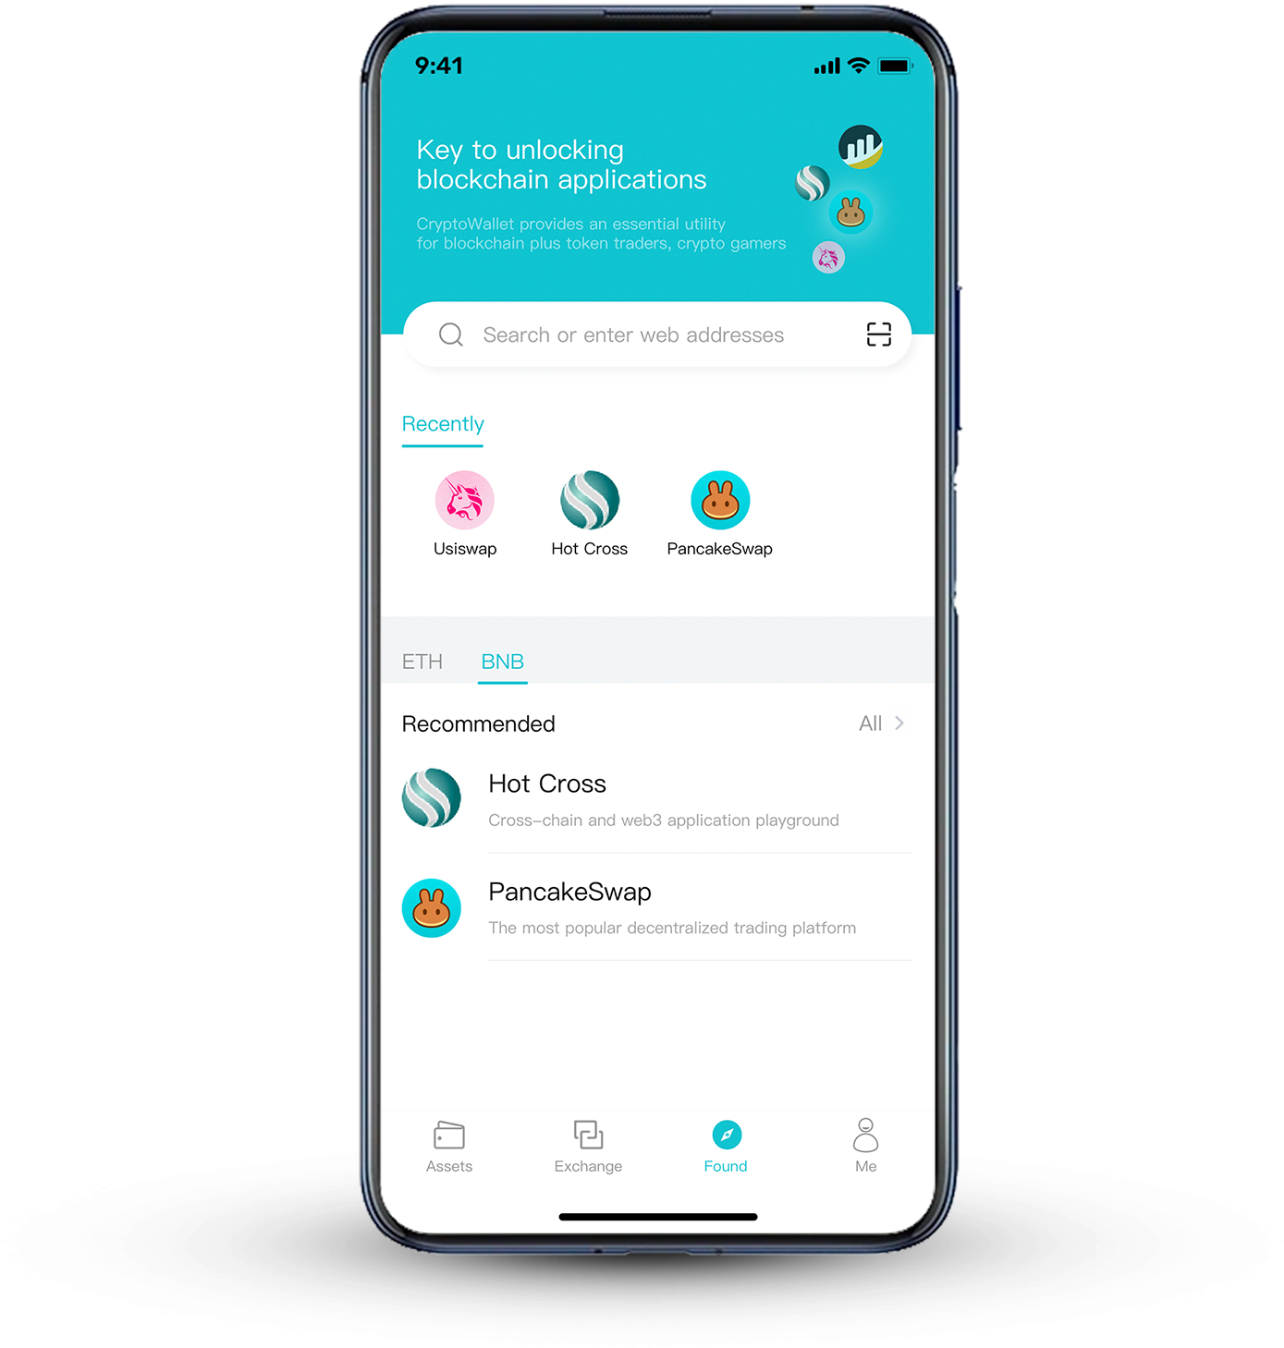 9:41
Key to unlocking
blockchain applications
CryptoWallet provides an essential utility
for blockchain plus token traders, crypto gamers
Search or enter web addresses
Recently
Usiswap
Hot Cross
PancakeSwap
ETH
BNB
Recommended
All
Hot Cross
Cross-chain and web3 application playground
PancakeSwap
The most popular decentralized trading platform
Assets
Exchange
Found
Me